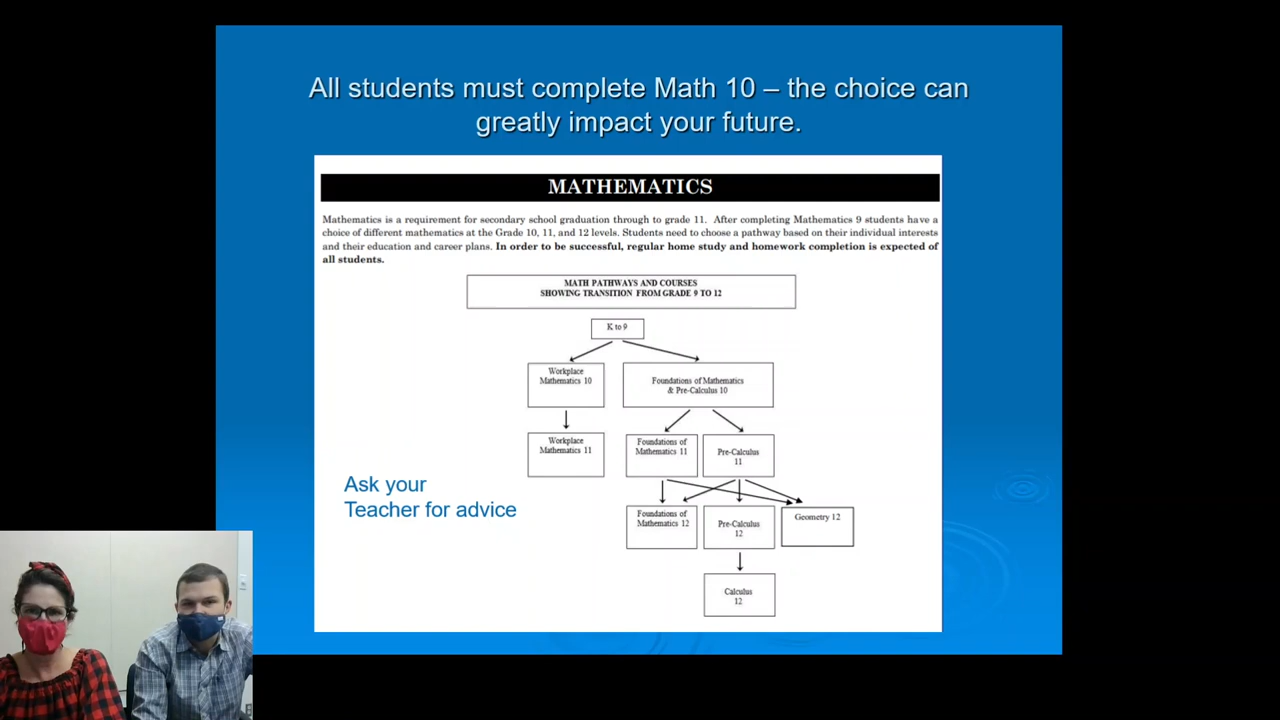 All students must complete Math 10 – the choice can
greatly impact your future.
MATHEMATICS
Mathematics is a requirement for secondary school graduation through to grade 11. After completing Mathematics 9 students have a
choice of different mathematics at the Grade 10, 11, and 12 levels. Students need to choose a pathway based on their individual interests
and their education and career plans. In order to be successful, regular home study and homework completion is expected of
all students.
MATH PATHWAYS AND COURSES
SHOWING TRANSITION FROM GRADE 9 TO 12
K to 9
Workplace
Mathematics 10
Foundations of Mathematics
& Pre-Calculus 10
Workplace
Mathematics 11
Foundations of
Mathematics 11
Pre-Calculus
11
Ask your
Teacher for advice
Foundations of
Mathematics 12
Pre-Calculus
12
Geometry 12
Calculus
12